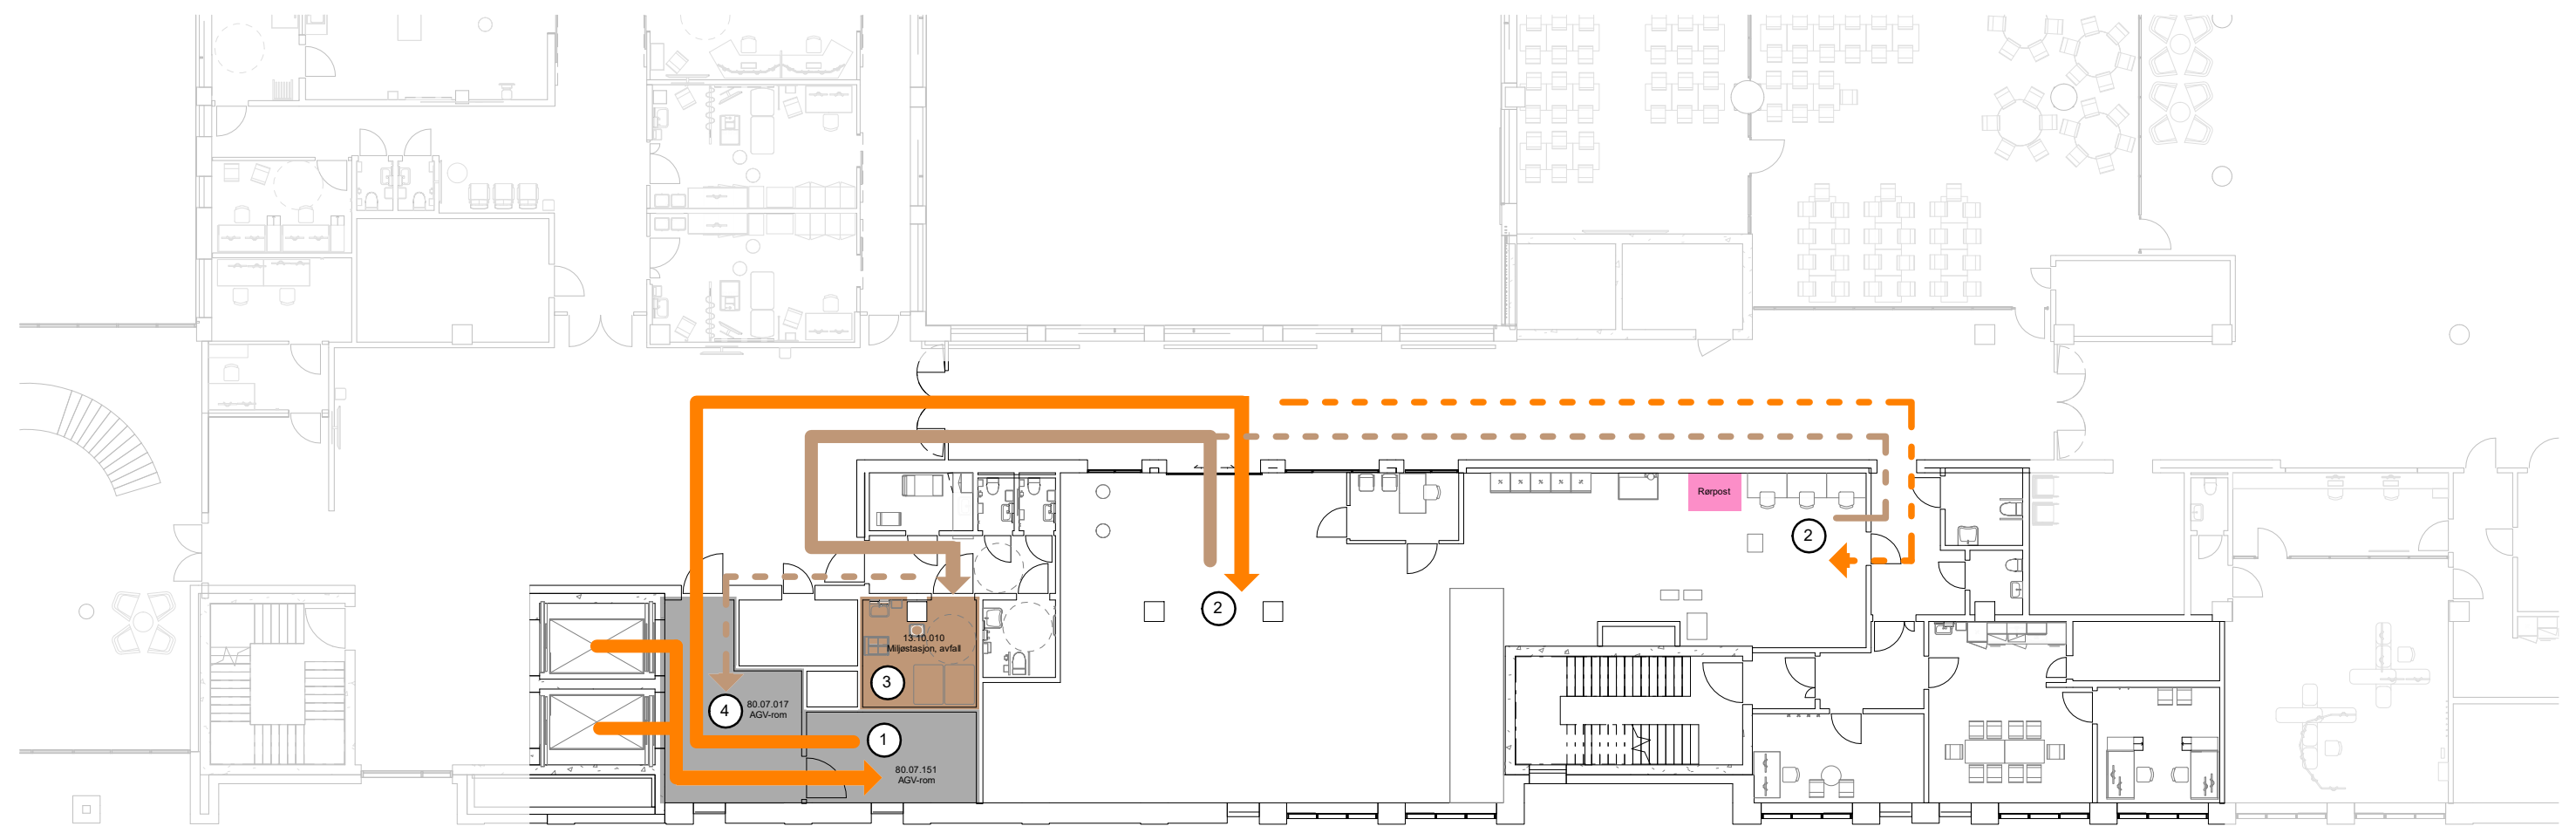 Rørpost
2
2
13.10.010
Miljøstasjon, avfall
3
4
80.07.017
AGV-rom
1
80.07.151
AGV-rom